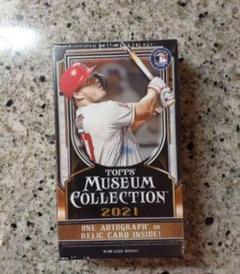 TOPPS
MUSEUM
COLLECTION
2021
ONE AUTOGRAPH OR
RELIC CARD INSIDE!